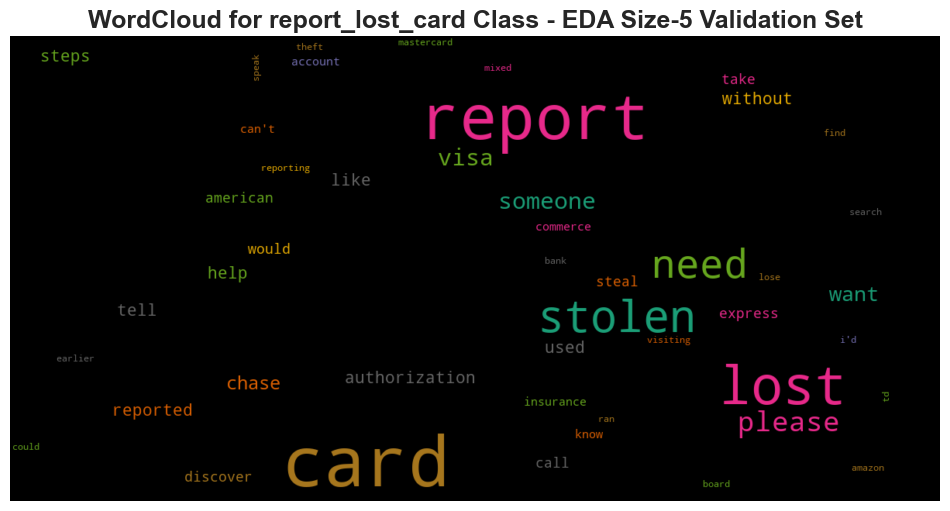 WordCloud for report_lost_card Class - EDA Size-5 Validation Set
mastercard
theft
steps
speak
account
mixed
take
without
report
can't
find
visa
reporting
like
american
someone
search
commerce
would
bank
need
help
lose
steal
want
tell
stolen
express
used
visiting
i'd
earlier
authorization
chase
lost
insurance
reported
please
ran
know
could
card
call
discover
amazon
board